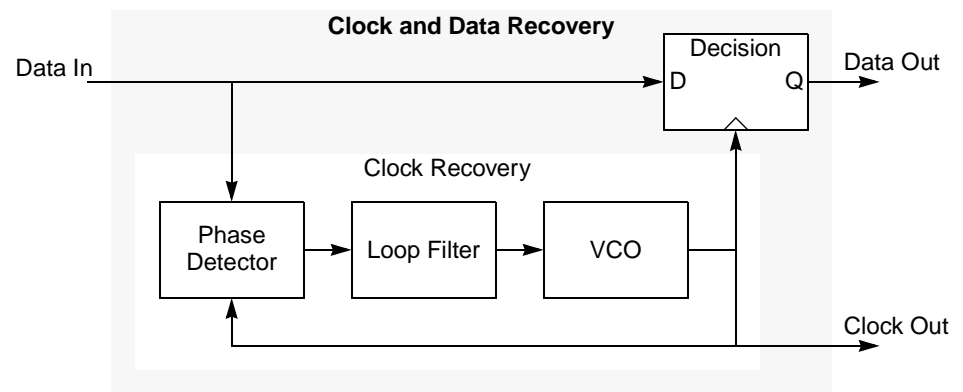 Clock and Data Recovery
Decision
Data In
D
Q
Data Out
Clock Recovery
Phase
Detector
Loop Filter
VCO
Clock Out